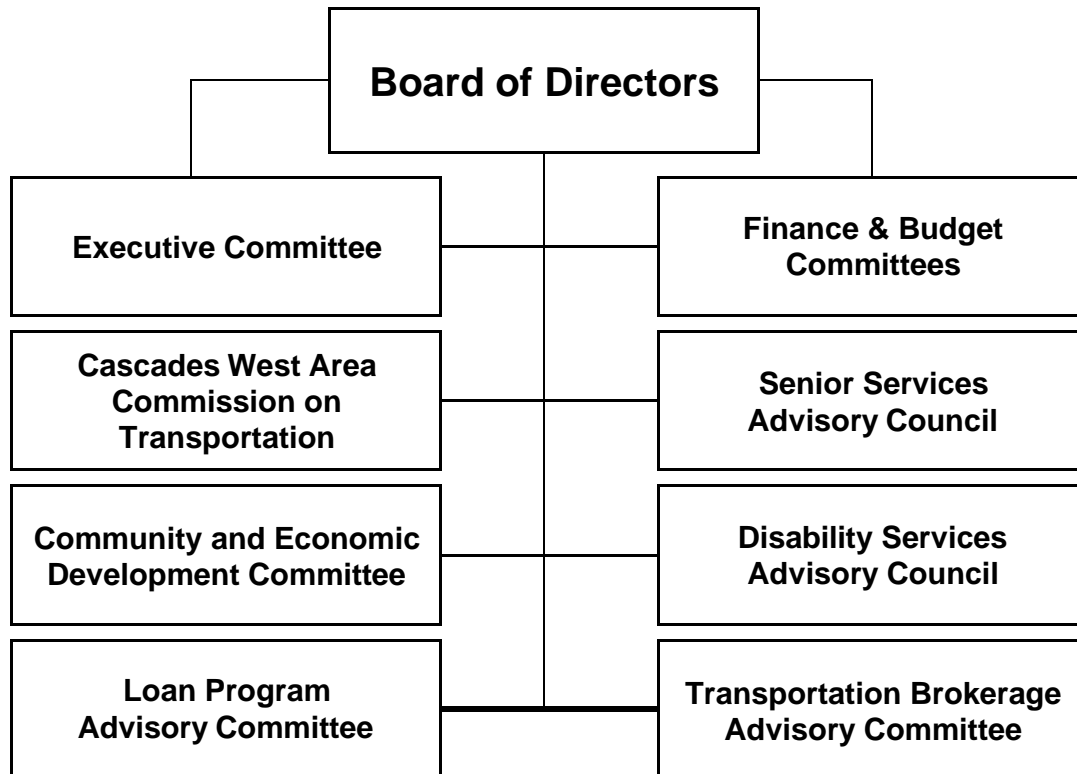 Board of Directors
Executive Committee
Finance & Budget
Committees
Cascades West Area
Commission on
Transportation
Senior Services
Advisory Council
Community and Economic
Development Committee
Disability Services
Advisory Council
Loan Program
Advisory Committee
Transportation Brokerage
Advisory Committee